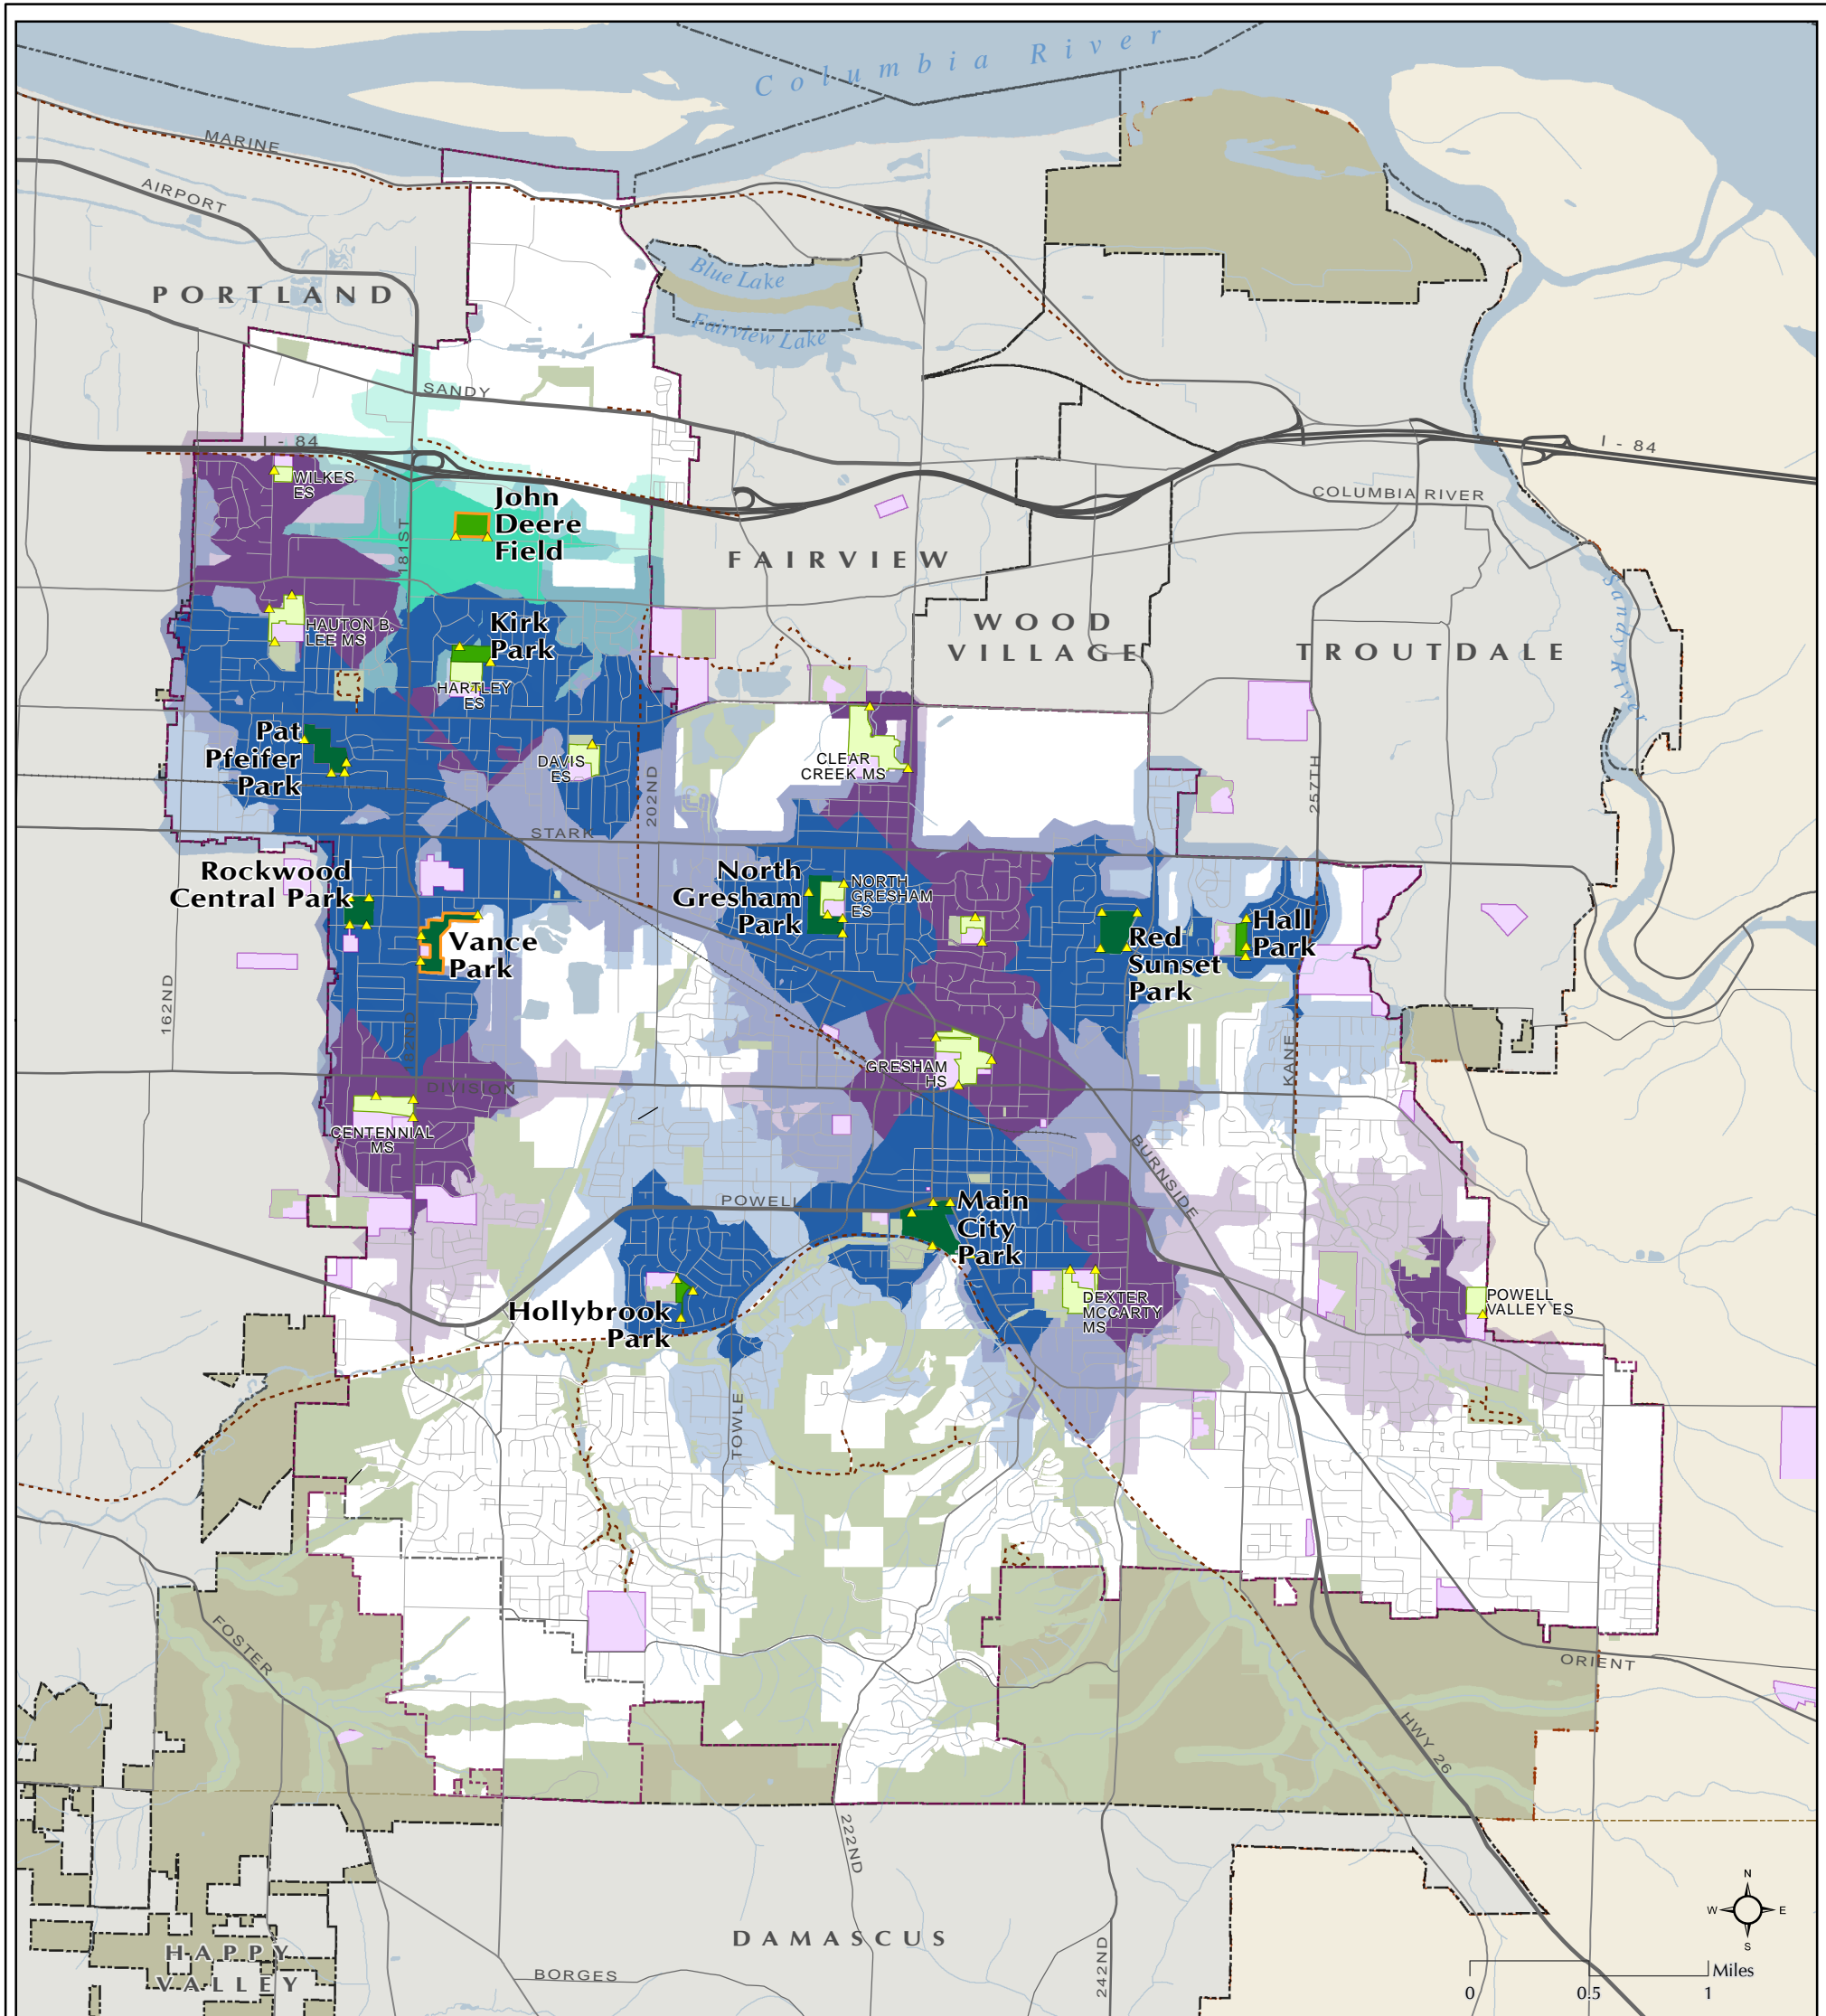 Columbia River
MARINE
AIRPORT
Blue Lake
PORTLAND
Fairview Lake
SANDY
I - 84
I - 84
WILKES
ES
COLUMBIA RIVER
John
Deere
Field
181ST
FAIRVIEW
Sandy River
WOOD
VILLAGE
TROUTDALE
Kirk
Park
HAUTON B.
LEE MS
HARTLEY
ES
Pat
Pfeifer
Park
DAVIS
ES
CLEAR
CREEK MS
202ND
257TH
STARK
Rockwood
Central Park
North
Gresham
Park
NORTH
GRESHAM
ES
Hall
Park
Vance
Park
Red
Sunset
Park
162ND
182ND
KANE
GRESHAM
HS
DIVISION
CENTENNIAL
MS
BURNSIDE
POWELL
Main
City
Park
Hollybrook
Park
DEXTER
MCCARTY
MS
POWELL
VALLEY ES
TOWLE
FOSTER
ORIENT
HWY 26
222ND
N
W
E
S
DAMASCUS
242ND
HAPPY
VALLEY
BORGES
Miles
0
0.5
1